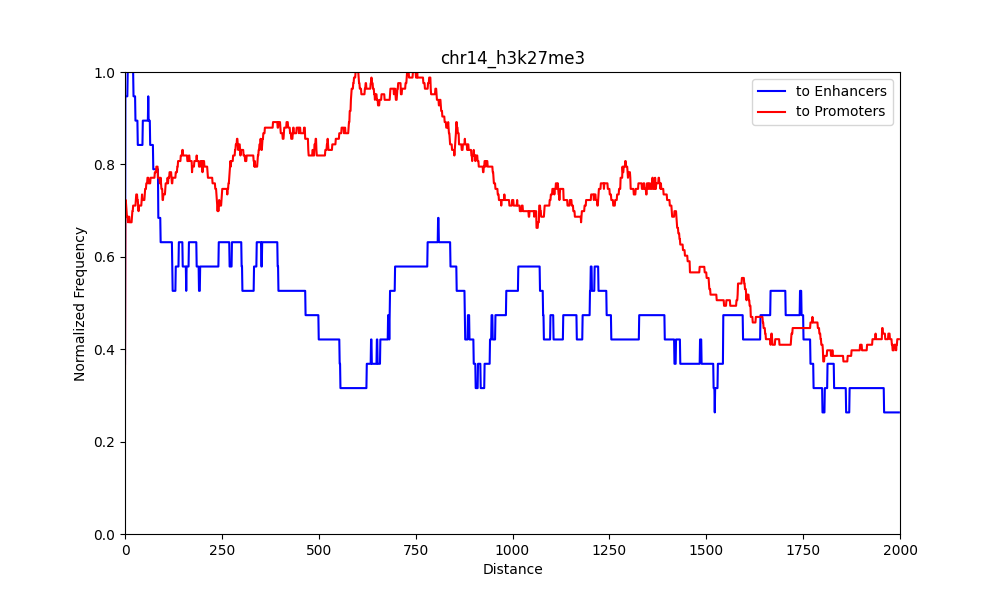 chr14_h3k27me3
to Enhancers
to Promoters
Normalized Frequency
1.0
0.8
0.6
0.4
0.2
0.0
0 250 500 750 1000 1250 1500 1750 2000
Distance